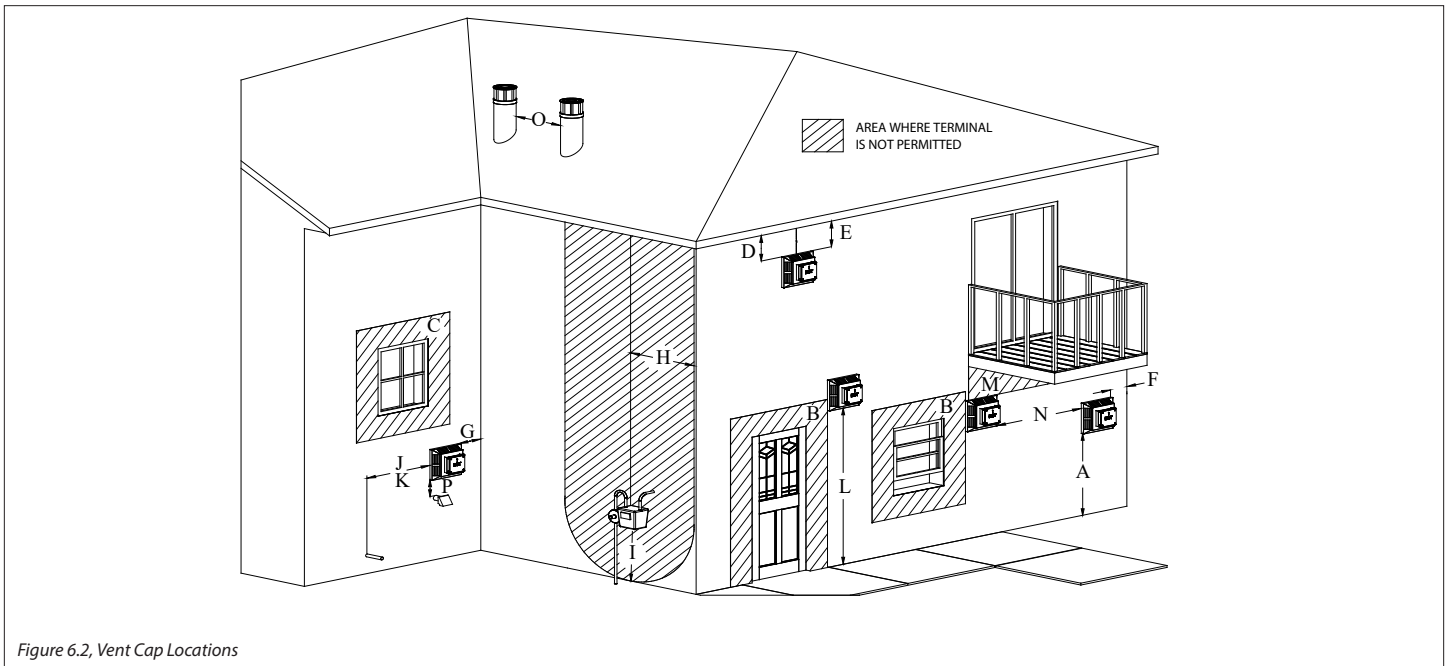 O
AREA WHERE TERMINAL
IS NOT PERMITTED
D
E
C
H
F
M
B
B
N
G
J
K
P
L
A
I
Figure 6.2, Vent Cap Locations